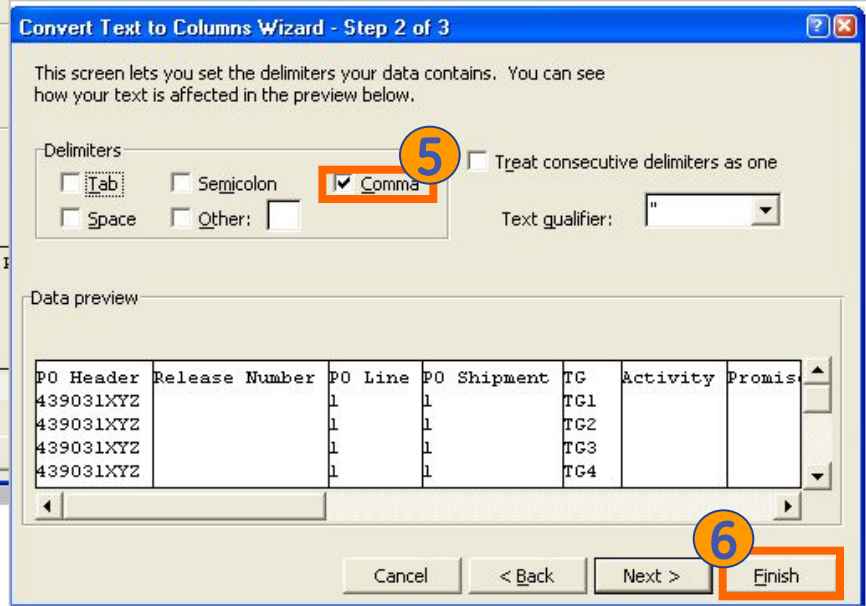 Convert Text to Columns Wizard - Step 2 of 3
This screen lets you set the delimiters your data contains. You can see
how your text is affected in the preview below.
Delimiters
5
Tab Semicolon Comma
Treat consecutive delimiters as one
Space Other:
Text qualifier: "
Data preview
PO Header Release Number PO Line PO Shipment TG Activity Promis
439031XYZ 1 1 TG1
439031XYZ 1 1 TG2
439031XYZ 1 1 TG3
439031XYZ 1 1 TG4
6
Cancel < Back Next > Finish